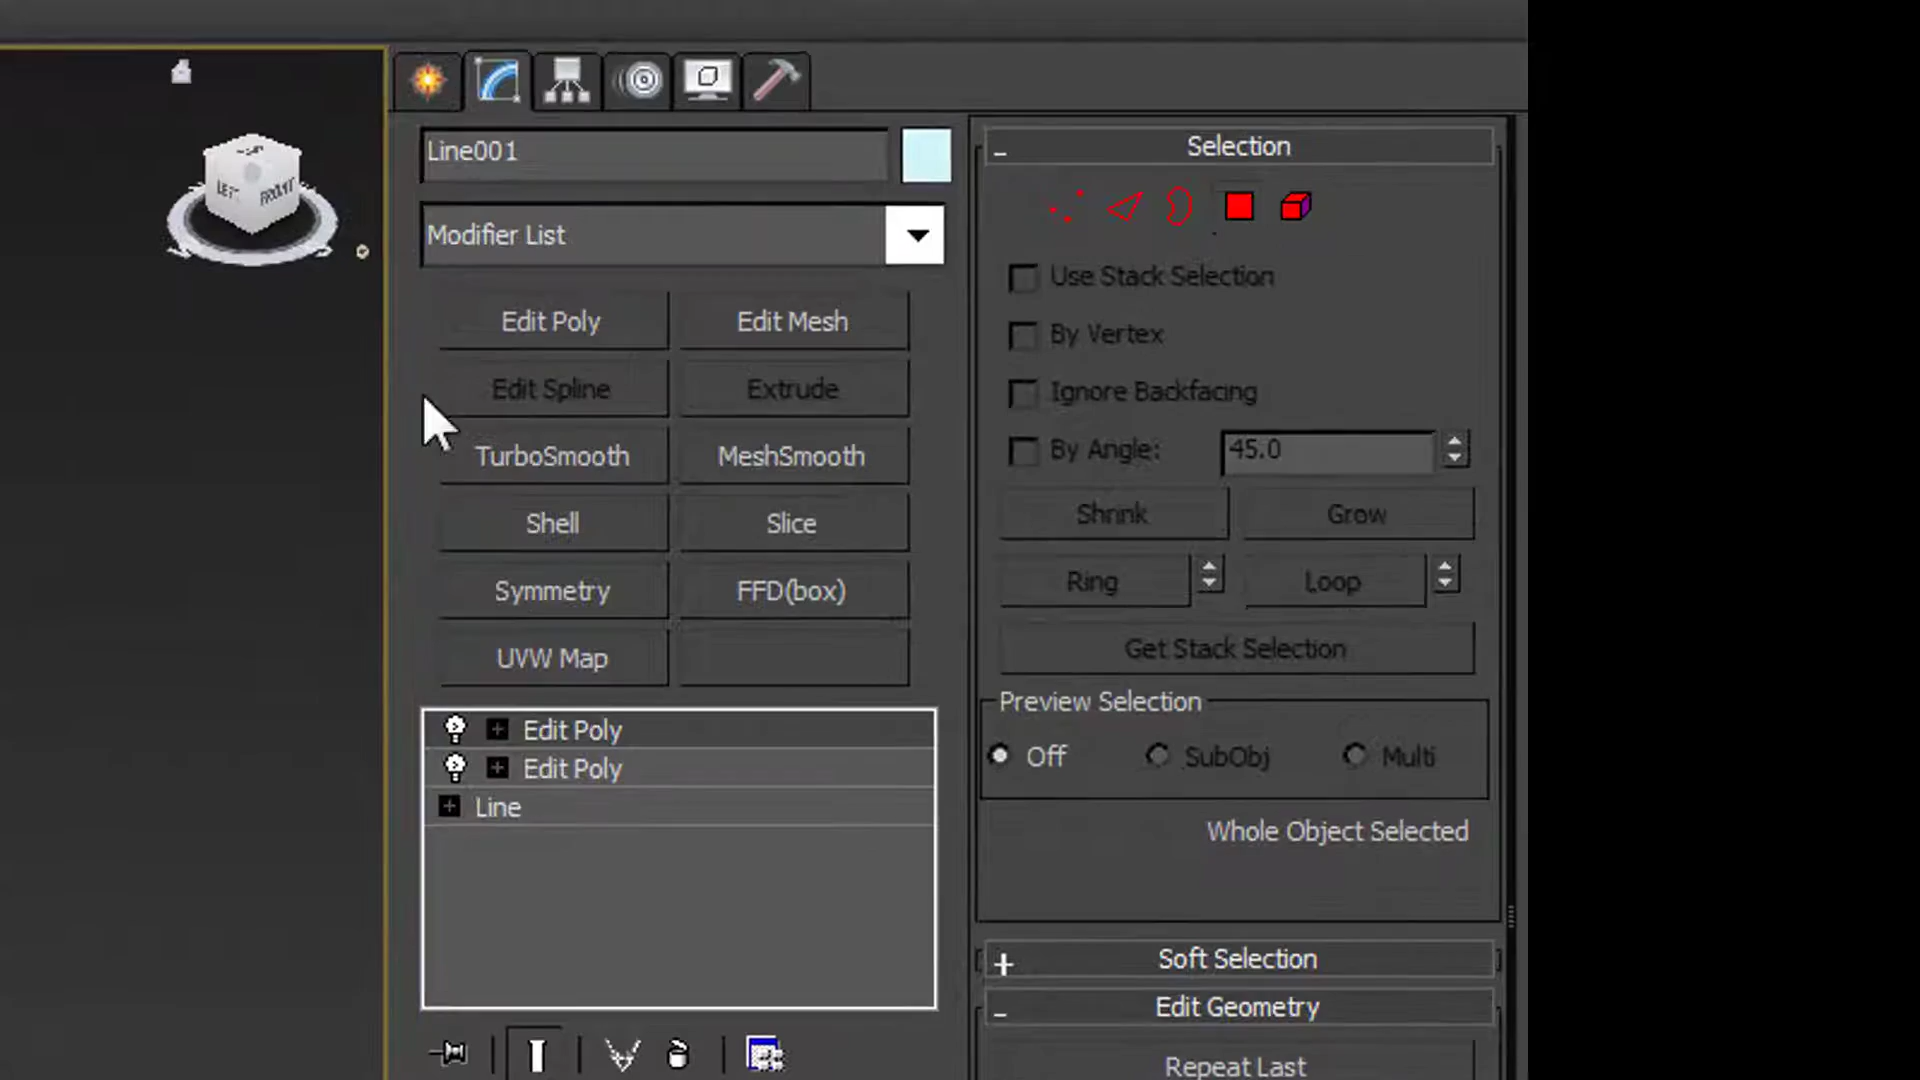 LEFT
FRONT
Line001
Modifier List
Edit Poly
Edit Mesh
Edit Spline
Extrude
TurboSmooth
MeshSmooth
Shell
Slice
Symmetry
FFD(box)
UVW Map
Edit Poly
Edit Poly
Line
Selection
Use Stack Selection
By Vertex
Ignore Backfacing
By Angle: 45.0
Shrink
Grow
Ring
Loop
Get Stack Selection
Preview Selection
Off
SubObj
Multi
Whole Object Selected
Soft Selection
Edit Geometry
Repeat Last